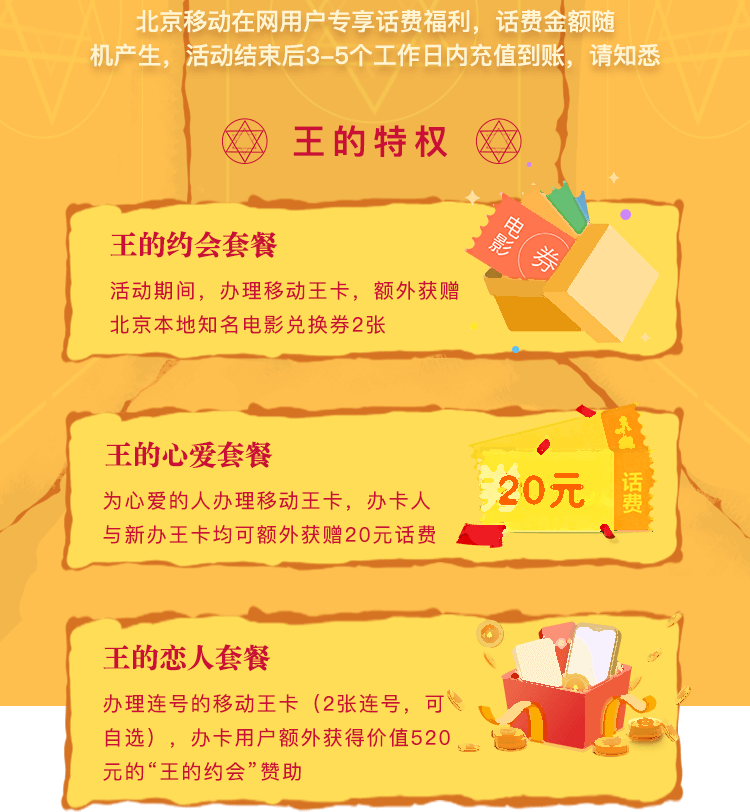 北京移动在网用户专享话费福利，话费金额随
机产生，活动结束后3-5个工作日内充值到账，请知悉
王的特权
王的约会套餐
活动期间，办理移动王卡，额外获赠
北京本地知名电影兑换券2张
电影
券
王的心爱套餐
为心爱的人办理移动王卡，办卡人
与新办王卡均可额外获赠20元话费
20元
话费
王的恋人套餐
办理连号的移动王卡（2张连号，可
自选），办卡用户额外获得价值520
元的“王的约会”赞助